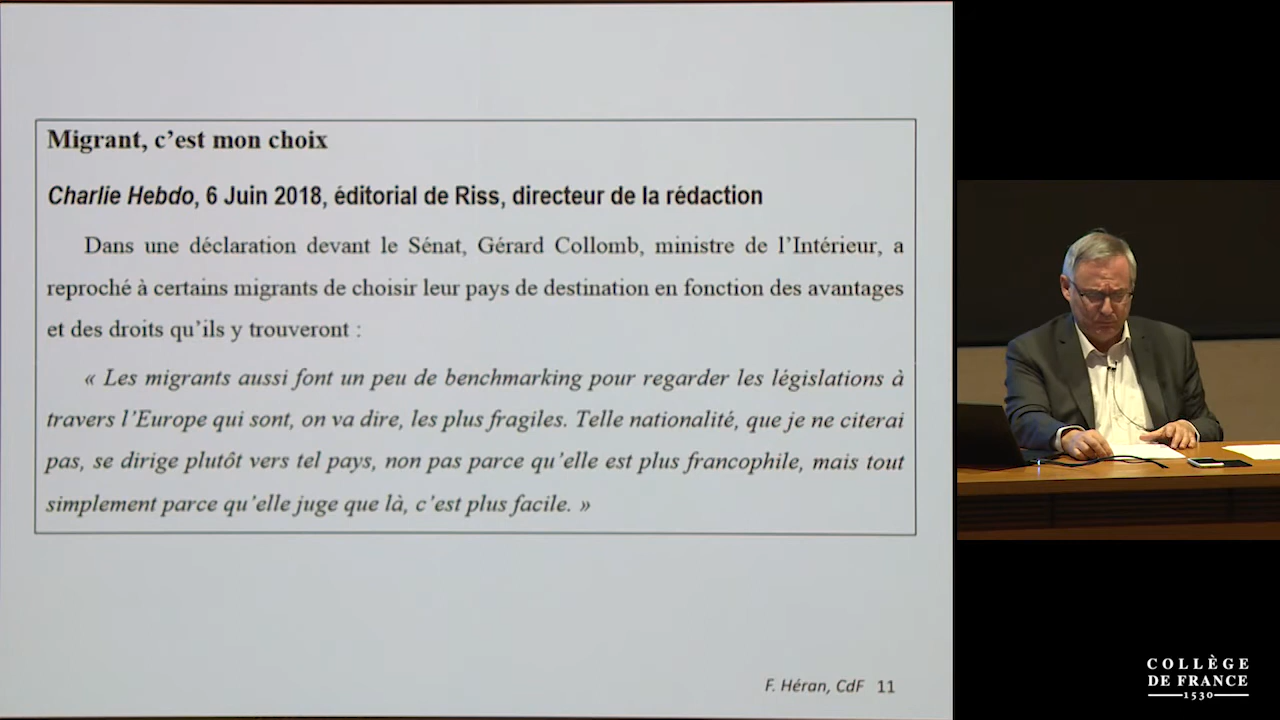 Migrant, c’est mon choix
Charlie Hebdo, 6 Juin 2018, éditorial de Riss, directeur de la rédaction
Dans une déclaration devant le Sénat, Gérard Collomb, ministre de l’Intérieur, a
reproché à certains migrants de choisir leur pays de destination en fonction des avantages
et des droits qu’ils y trouveront :
« Les migrants aussi font un peu de benchmarking pour regarder les législations à
travers l’Europe qui sont, on va dire, les plus fragiles. Telle nationalité, que je ne citerai
pas, se dirige plutôt vers tel pays, non pas parce qu’elle est plus francophile, mais tout
simplement parce qu’elle juge que là, c’est plus facile. »
F. Héran, CdF 11
COLLÈGE
DE FRANCE
1530